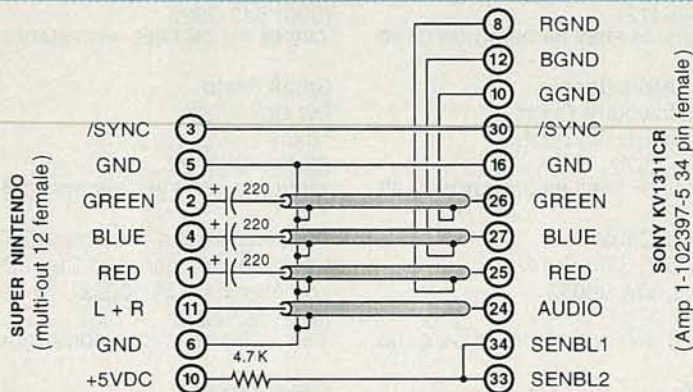 8 RGND
12 BGND
10 GGND
/SYNC 3 30 /SYNC
GND 5 16 GND
GREEN 2 + 220 26 GREEN
BLUE 4 + 220 27 BLUE
RED 1 + 220 25 RED
L + R 11 24 AUDIO
GND 6 34 SENBL1
+5VDC 10 4.7 K 33 SENBL2
SUPER NINTENDO
(multi-out 12 female)
SONY KV1311CR
(Amp 1-102397-5 34 pin female)